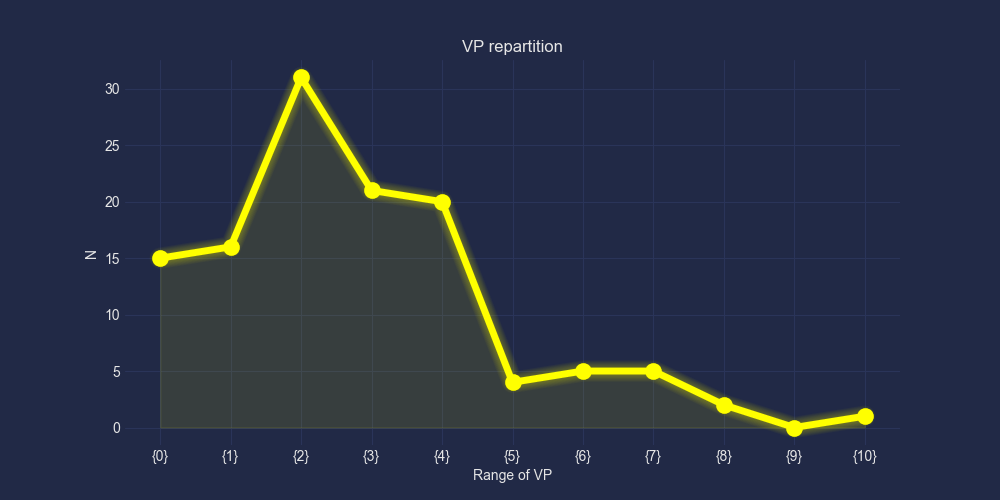 VP repartition
30
25
20
15
10
5
0
N
{0} {1} {2} {3} {4} {5} {6} {7} {8} {9} {10}
Range of VP